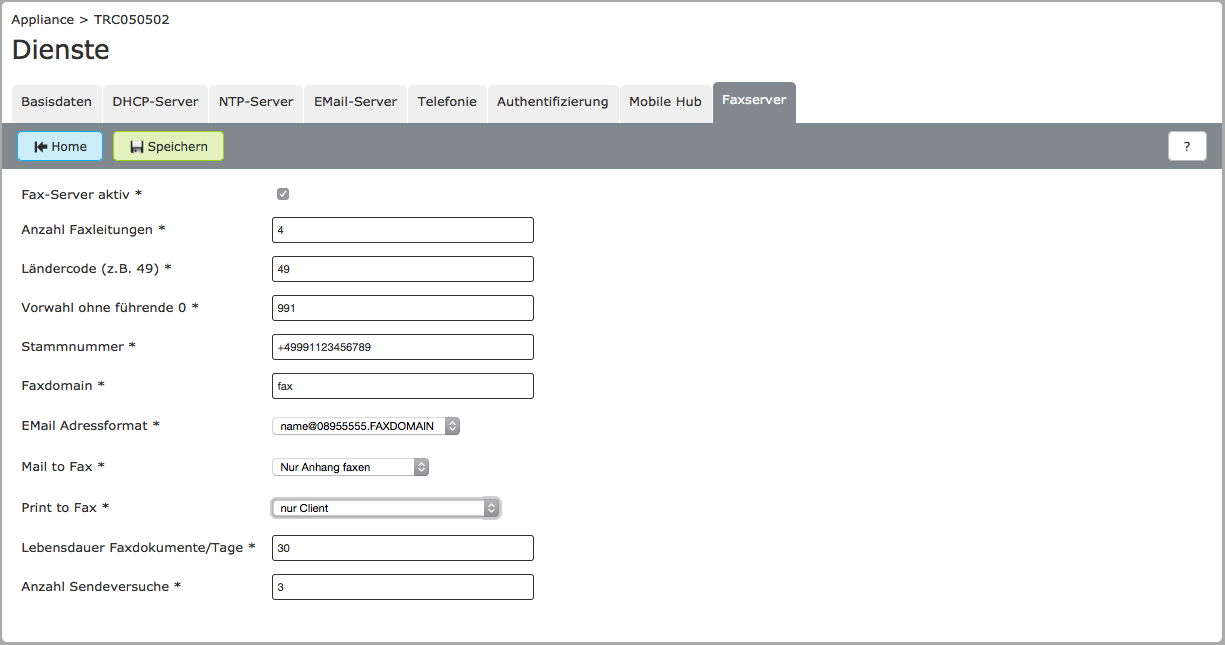 Appliance > TRC050502
Dienste
Basisdaten DHCP-Server NTP-Server EMail-Server Telefonie Authentifizierung Mobile Hub Faxserver
Home Speichern ?
Fax-Server aktiv *
Anzahl Faxleitungen * 4
Ländercode (z.B. 49) * 49
Vorwahl ohne führende 0 * 991
Stammnummer * +49991123456789
Faxdomain * fax
EMail Adressformat * name@08955555.FAXDOMAIN
Mail to Fax * Nur Anhang faxen
Print to Fax * nur Client
Lebensdauer Faxdokumente/Tage * 30
Anzahl Sendeversuche * 3